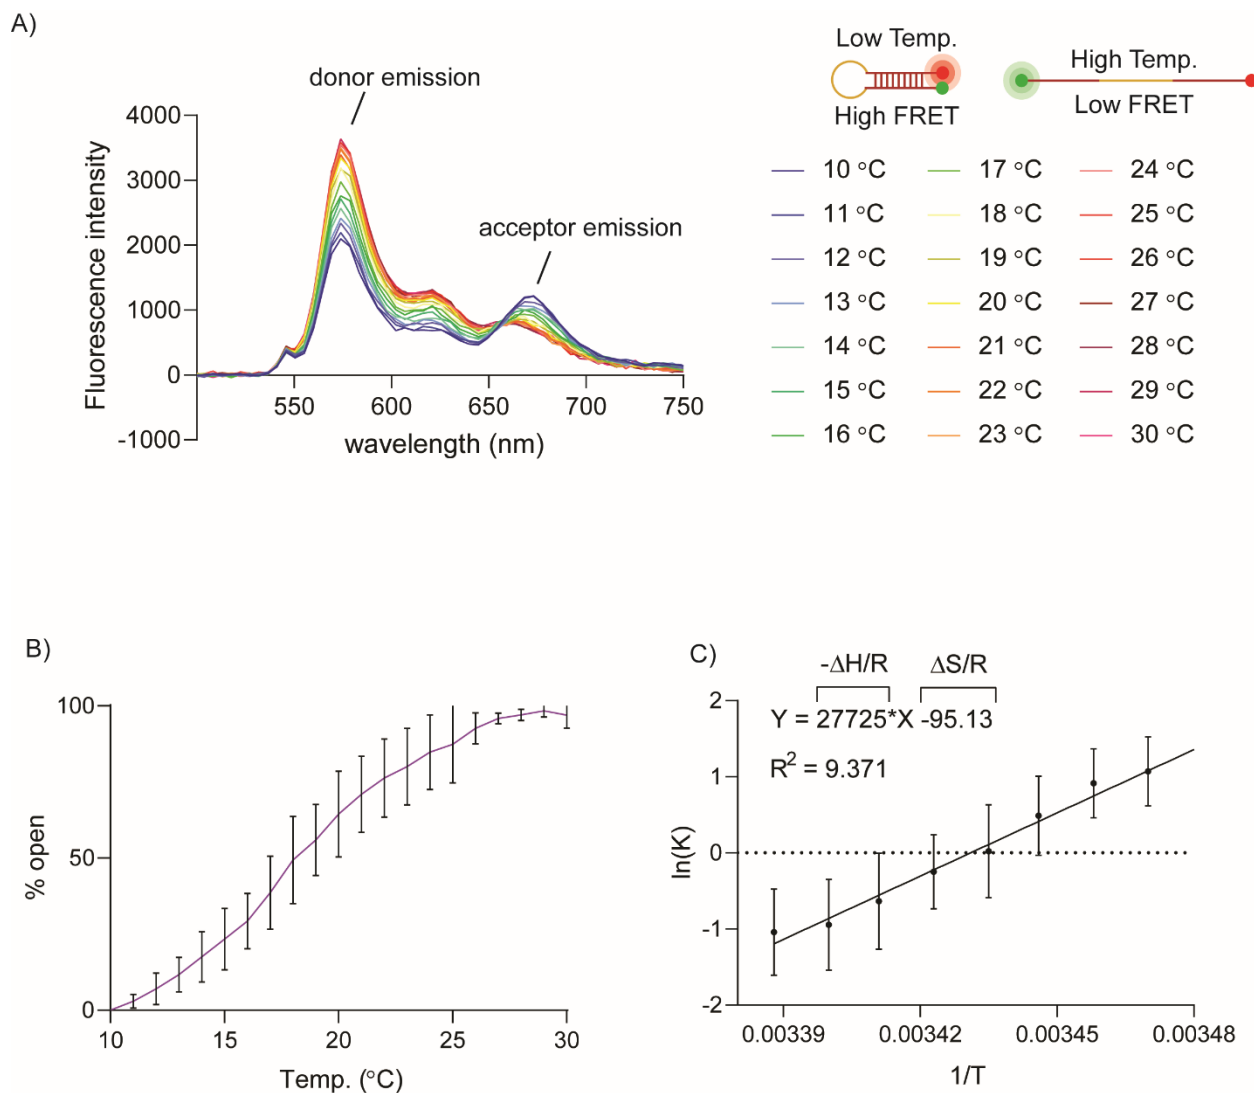 A)
donor emission
acceptor emission
4000
3000
2000
1000
0
-1000
Fluorescence intensity
550
600
650
700
750
wavelength (nm)
Low Temp.
High FRET
High Temp.
Low FRET
10 °C
11 °C
12 °C
13 °C
14 °C
15 °C
16 °C
17 °C
18 °C
19 °C
20 °C
21 °C
22 °C
23 °C
24 °C
25 °C
26 °C
27 °C
28 °C
29 °C
30 °C
B)
100
50
0
% open
10
15
20
25
30
Temp. (°C)
C)
-ΔH/R
ΔS/R
Y = 27725*X -95.13
R² = 9.371
2
1
0
-1
-2
ln(K)
0.00339
0.00342
0.00345
0.00348
1/T